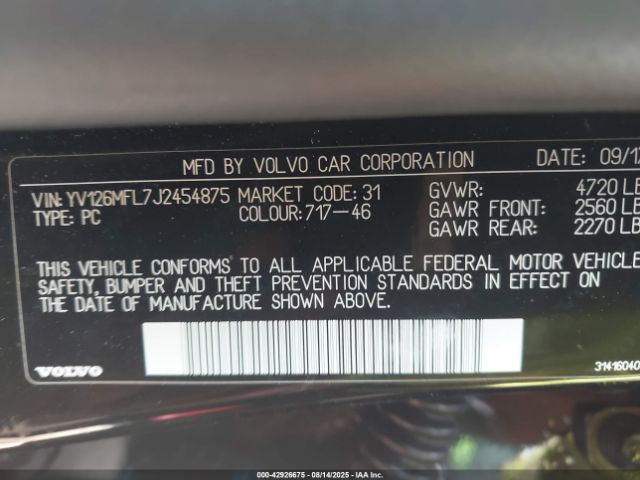 MFD BY VOLVO CAR CORPORATION DATE: 09/17
VIN: YV126MFL7J2454875 MARKET CODE: 31 GVWR: 4720 LB
TYPE: PC COLOUR: 717-46 GAWR FRONT: 2560 LB
GAWR REAR: 2270 LB
THIS VEHICLE CONFORMS TO ALL APPLICABLE FEDERAL MOTOR VEHICLE
SAFETY, BUMPER AND THEFT PREVENTION STANDARDS IN EFFECT ON
THE DATE OF MANUFACTURE SHOWN ABOVE.
VOLVO 31416040
000-42926675 - 08/14/2025 - IAA Corp.